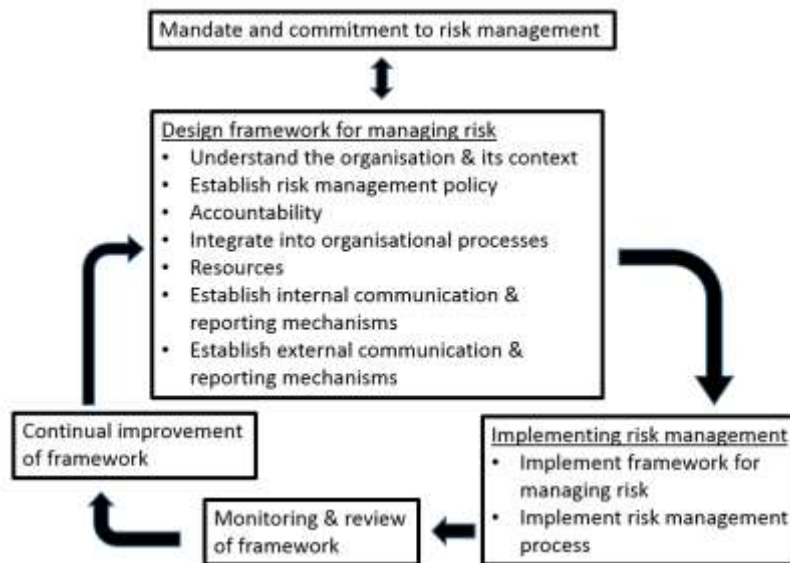 Mandate and commitment to risk management
Design framework for managing risk
• Understand the organisation & its context
• Establish risk management policy
• Accountability
• Integrate into organisational processes
• Resources
• Establish internal communication &
reporting mechanisms
• Establish external communication &
reporting mechanisms
Implementing risk management
• Implement framework for
managing risk
• Implement risk management
process
Monitoring & review
of framework
Continual improvement
of framework